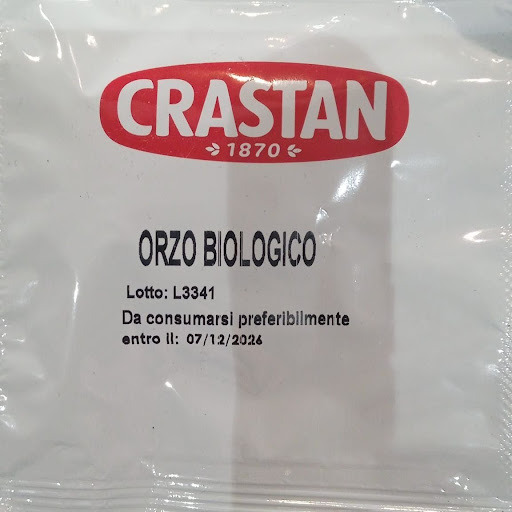 CRASTAN
1870
ORZO BIOLOGICO
Lotto: L3341
Da consumarsi preferibilmente
entro il: 07/12/2026